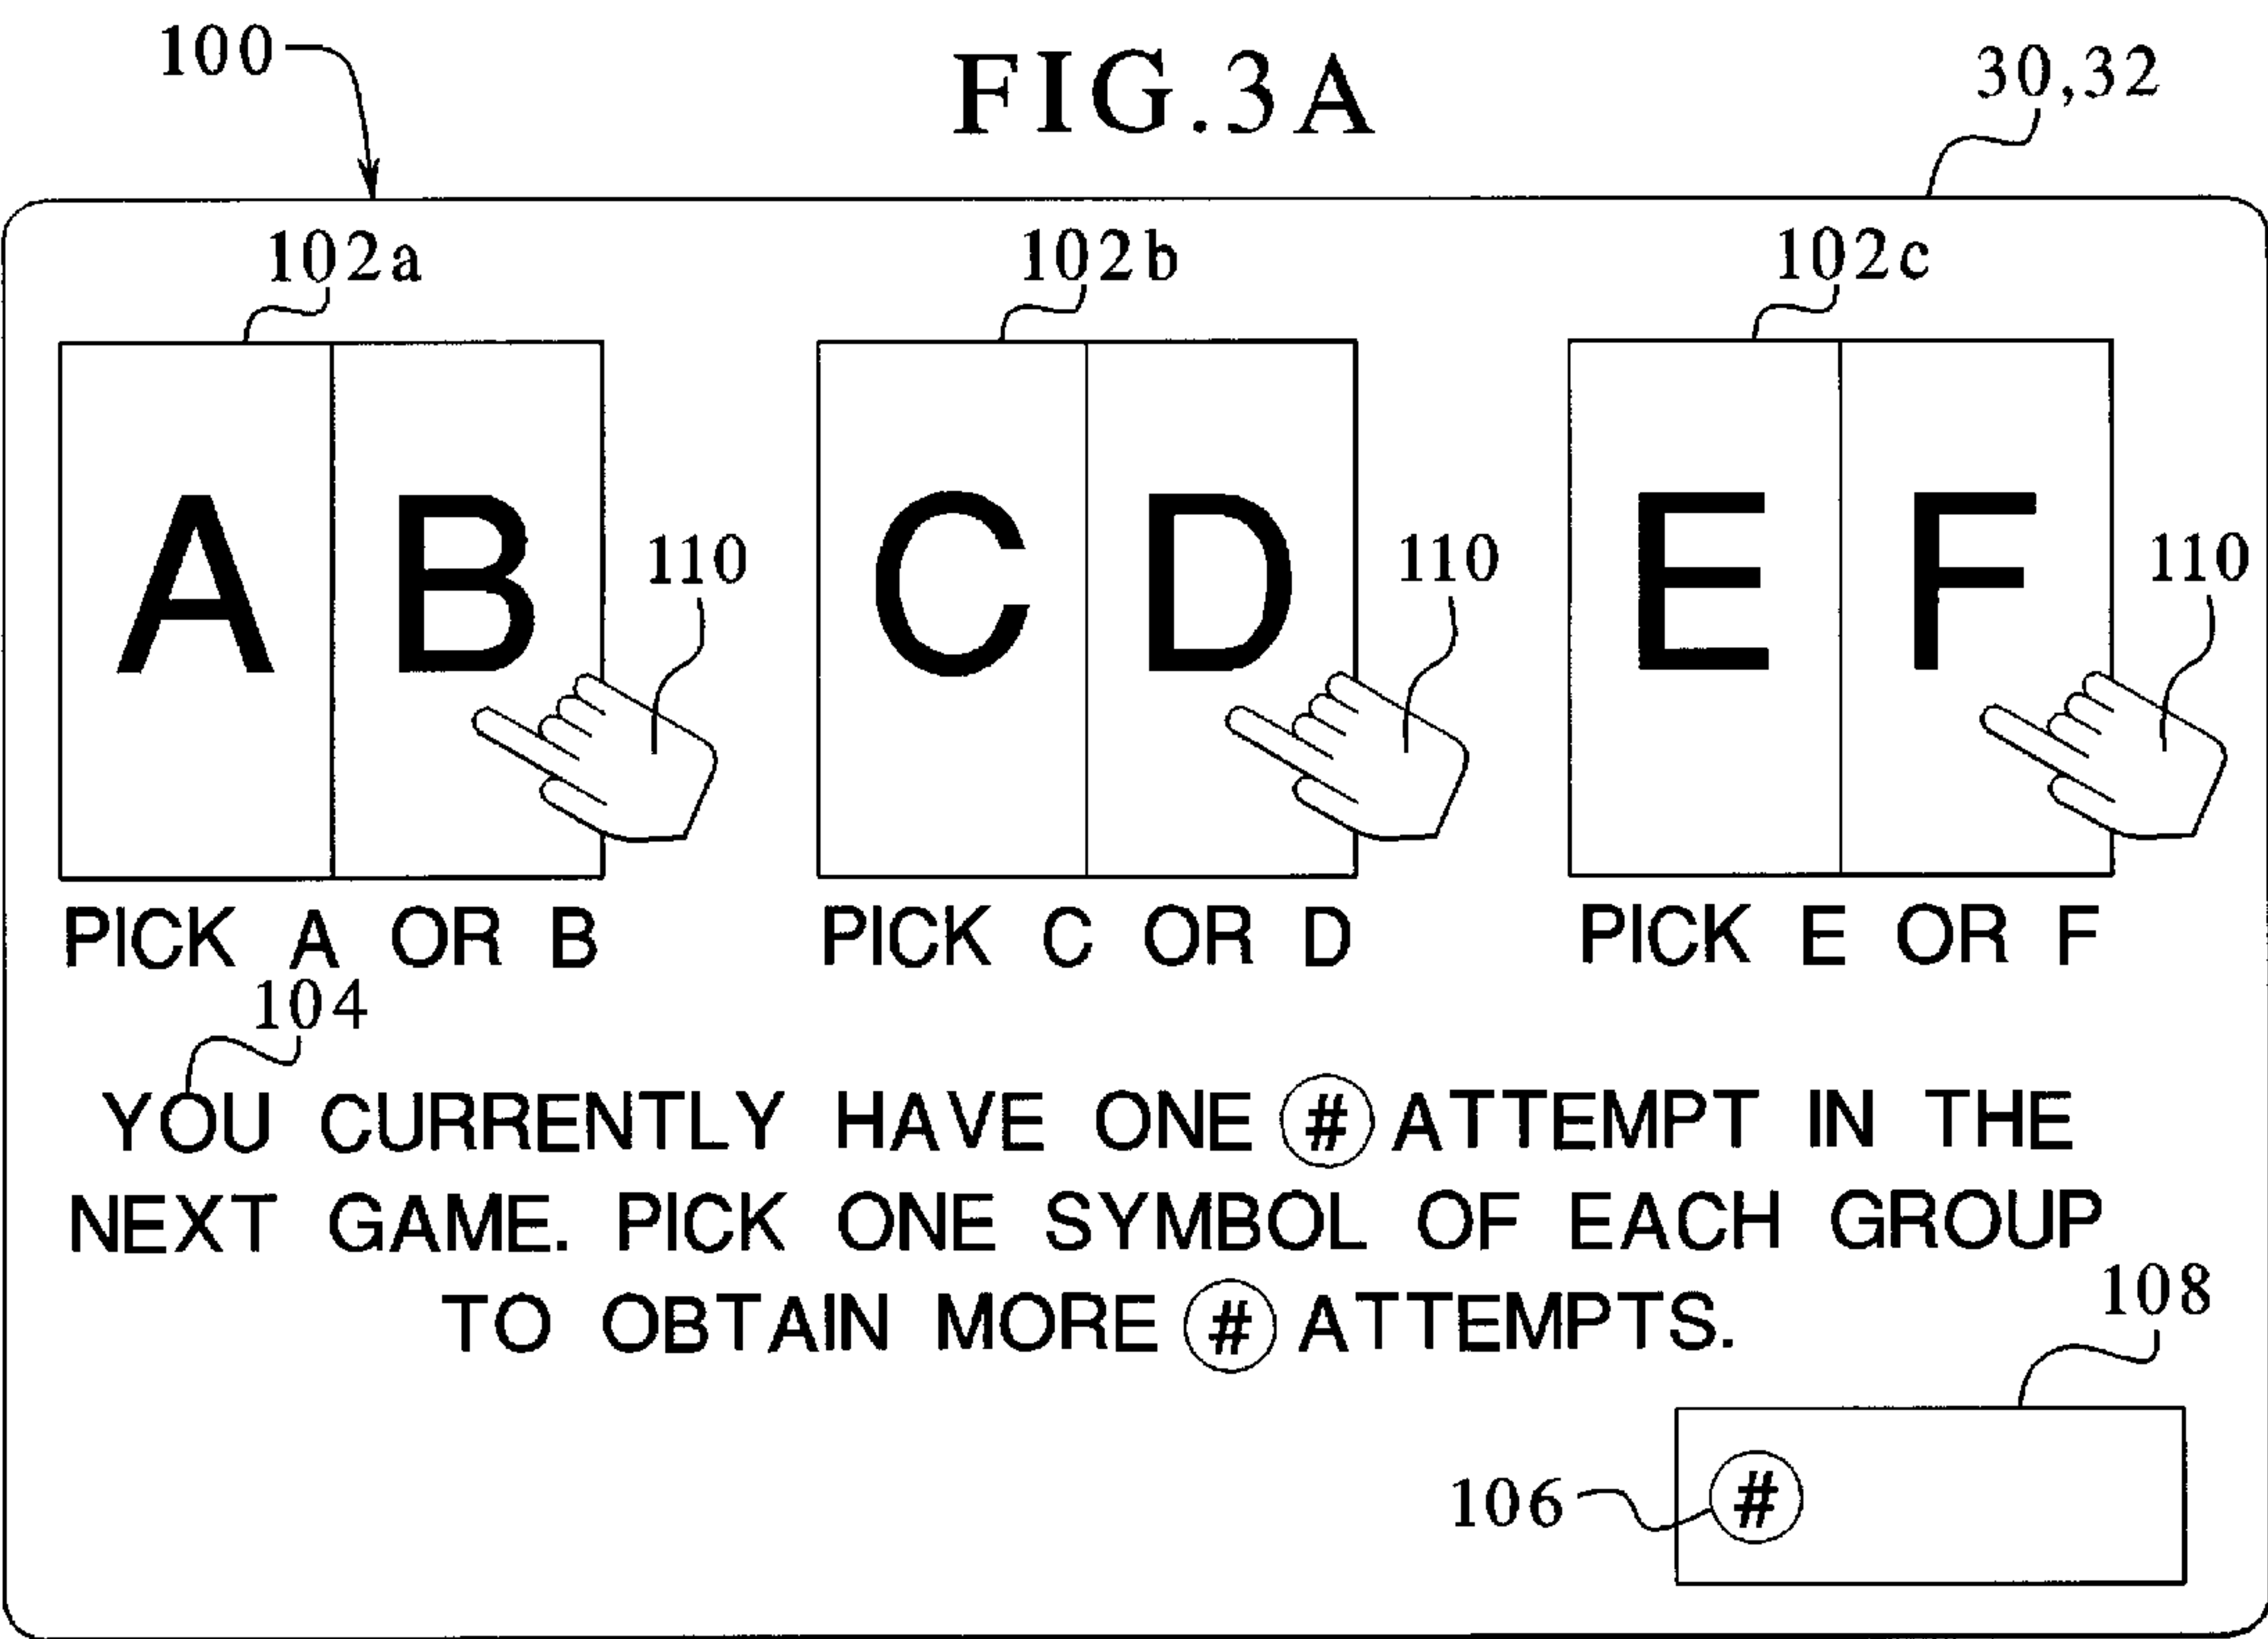 100
FIG.3A
30,32
102a
102b
102c
A B
C D
E F
110
110
110
PICK A OR B
PICK C OR D
PICK E OR F
104
YOU CURRENTLY HAVE ONE # ATTEMPT IN THE
NEXT GAME. PICK ONE SYMBOL OF EACH GROUP
TO OBTAIN MORE # ATTEMPTS.
108
106
#